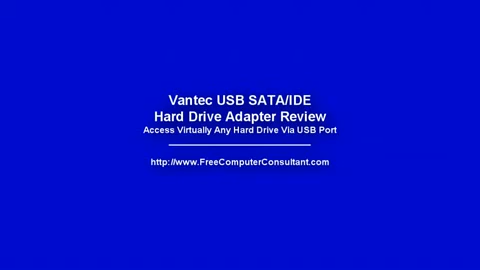 Vantec USB SATA/IDE
Hard Drive Adapter Review
Access Virtually Any Hard Drive Via USB Port
http://www.FreeComputerConsultant.com